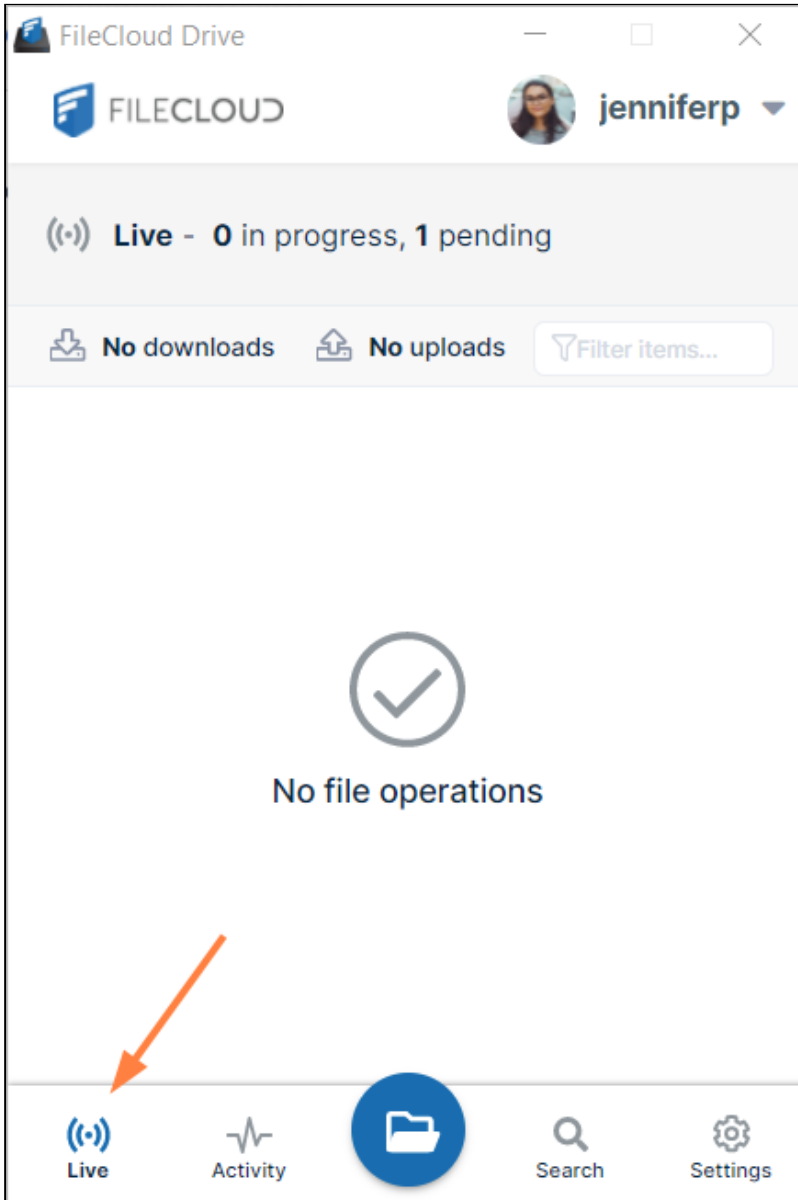 FileCloud Drive
FILECLOUD
jenniferp
Live - 0 in progress, 1 pending
No downloads No uploads Filter items...
No file operations
Live Activity Search Settings